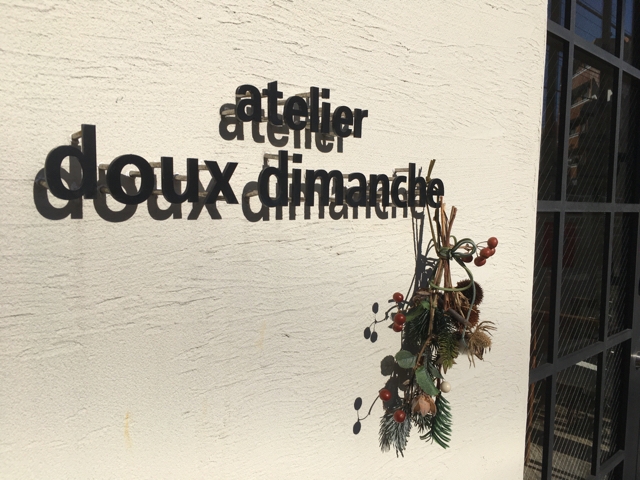 atelier
doux dimanche